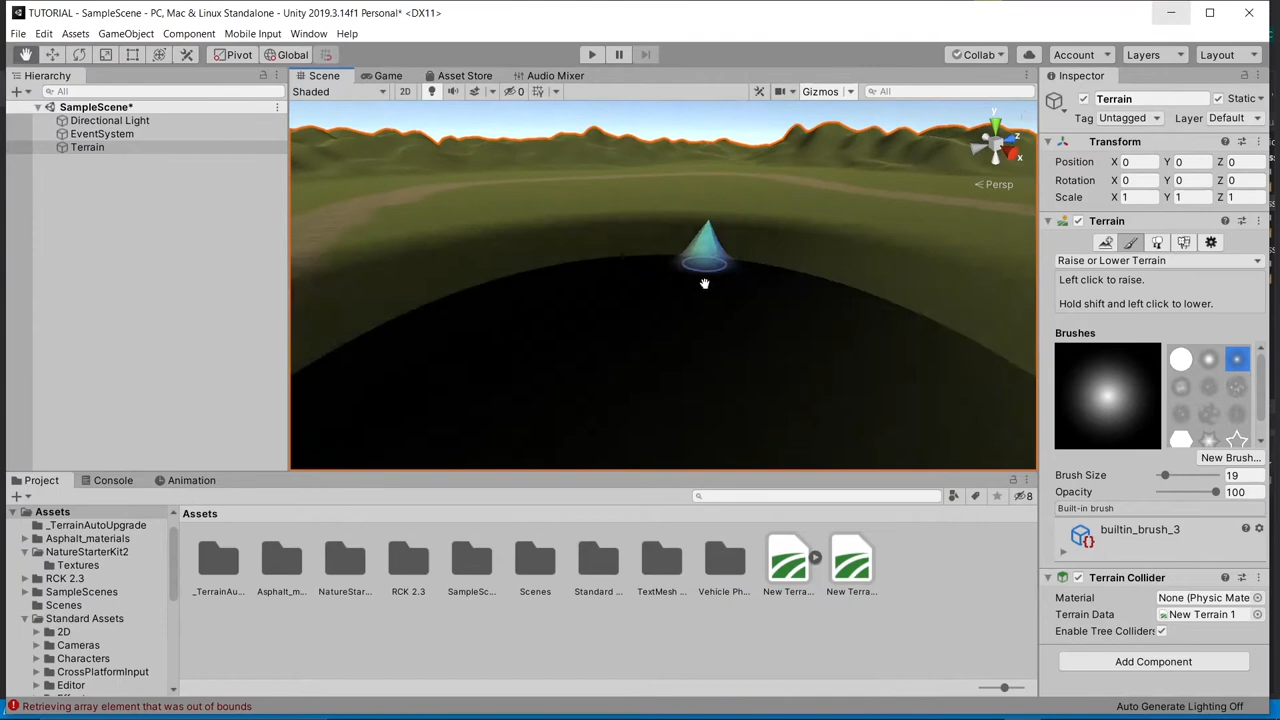 TUTORIAL - SampleScene - PC, Mac & Linux Standalone - Unity 2019.3.14f1 Personal* <DX11>
File Edit Assets GameObject Component Mobile Input Window Help
Pivot Global Collab Account Layers Layout
Hierarchy
All
SampleScene*
Directional Light
EventSystem
Terrain
Scene Game Asset Store Audio Mixer
Shaded 2D 0 Gizmos All
y
z
x
Persp
Inspector
Terrain Static
Tag Untagged Layer Default
Transform
Position X 0 Y 0 Z 0
Rotation X 0 Y 0 Z 0
Scale X 1 Y 1 Z 1
Terrain
Raise or Lower Terrain
Left click to raise.
Hold shift and left click to lower.
Brushes
New Brush...
Brush Size 19
Opacity 100
Built-in brush
builtin_brush_3
Terrain Collider
Material None (Physic Mate
Terrain Data New Terrain 1
Enable Tree Colliders
Add Component
Project Console Animation
8
Assets
_TerrainAutoUpgrade
Asphalt_materials
NatureStarterKit2
Textures
RCK 2.3
SampleScenes
Scenes
Standard Assets
2D
Cameras
Characters
CrossPlatformInput
Editor
Assets
_TerrainAu... Asphalt_m... NatureStar... RCK 2.3 SampleSc... Scenes Standard ... TextMesh ... Vehicle Ph... New Terra... New Terra...
Retrieving array element that was out of bounds
Auto Generate Lighting Off